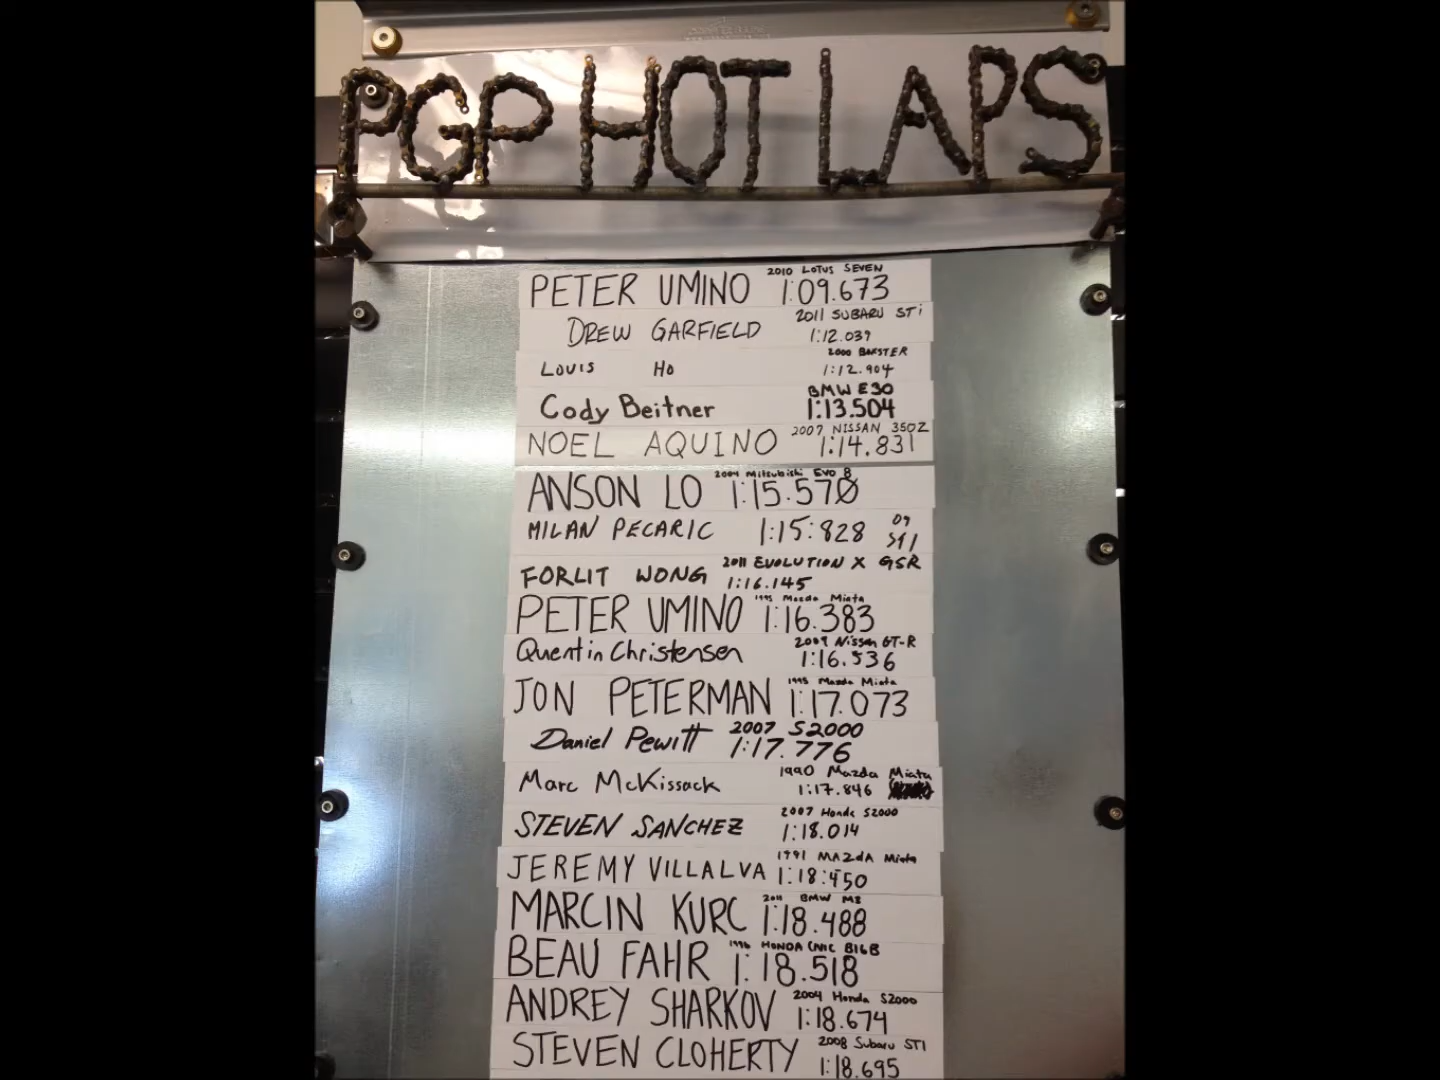 PGP HOT LAPS
PETER UMINO 2010 LOTUS SEVEN 1:09.673
DREW GARFIELD 2011 SUBARU STi 1:12.039
LOUIS HO 2000 BOXSTER 1:12.904
Cody Beitner BMW E30 1:13.504
NOEL AQUINO 2007 NISSAN 350Z 1:14.831
ANSON LO 2004 Mitsubishi EVO 8 1:15.570
MILAN PECARIC 1:15:828 09 STI
FORLIT WONG 2011 EVOLUTION X GSR 1:16.145
PETER UMINO 1995 Mazda Miata 1:16.383
Quentin Christensen 2009 Nissan GT-R 1:16.536
JON PETERMAN 1995 Mazda Miata 1:17.073
Daniel Pewitt 2007 S2000 1:17.776
Marc McKissack 1990 Mazda Miata 1:17.846
STEVEN SANCHEZ 2007 Honda S2000 1:18.014
JEREMY VILLALVA 1991 MAZdA Miata 1:18:450
MARCIN KURC 2011 BMW M3 1:18.488
BEAU FAHR 1996 HONDA CIVIC B16B 1:18.518
ANDREY SHARKOV 2004 Honda S2000 1:18.674
STEVEN CLOHERTY 2008 Subaru STI 1:18.695